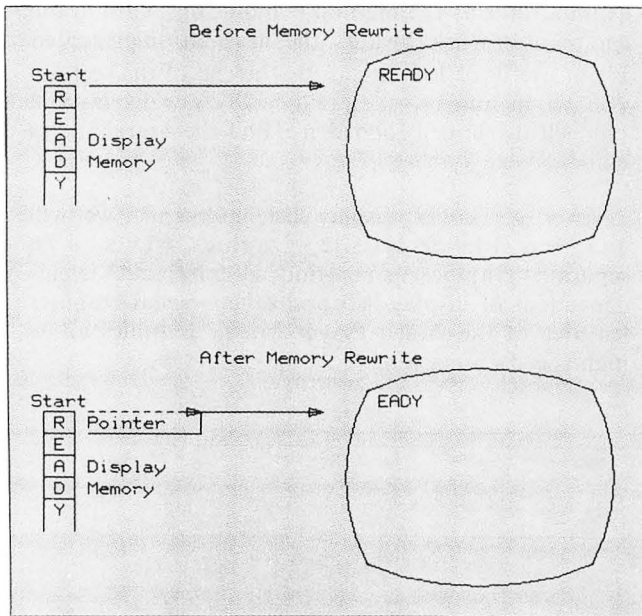 Before Memory Rewrite
Start
READY
R
E
A Display
D Memory
Y
After Memory Rewrite
Start
EADY
R Pointer
E
A Display
D Memory
Y